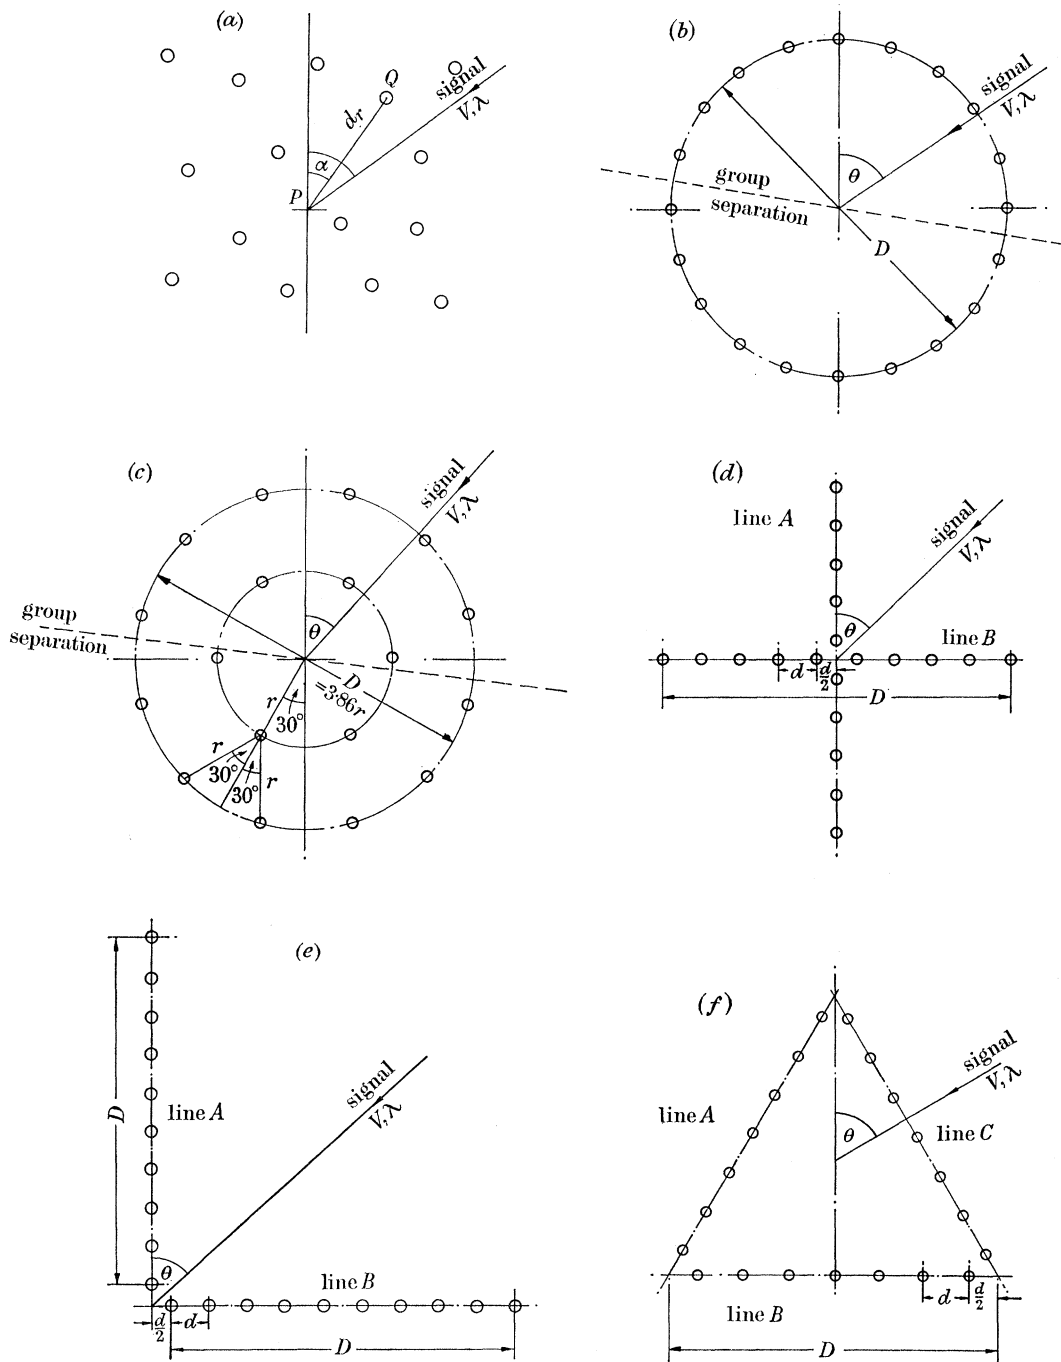 (a)
Q
d_r
signal
V, λ
α
P
(b)
signal
V, λ
θ
group
separation
D
(c)
signal
V, λ
group
separation
θ
D
=3·86r
r
30°
r
30°
30°
r
(d)
line A
signal
V, λ
θ
line B
d
d/2
D
(e)
D
line A
signal
V, λ
θ
line B
d/2
d
D
(f)
signal
V, λ
line A
θ
line C
line B
d
d/2
D